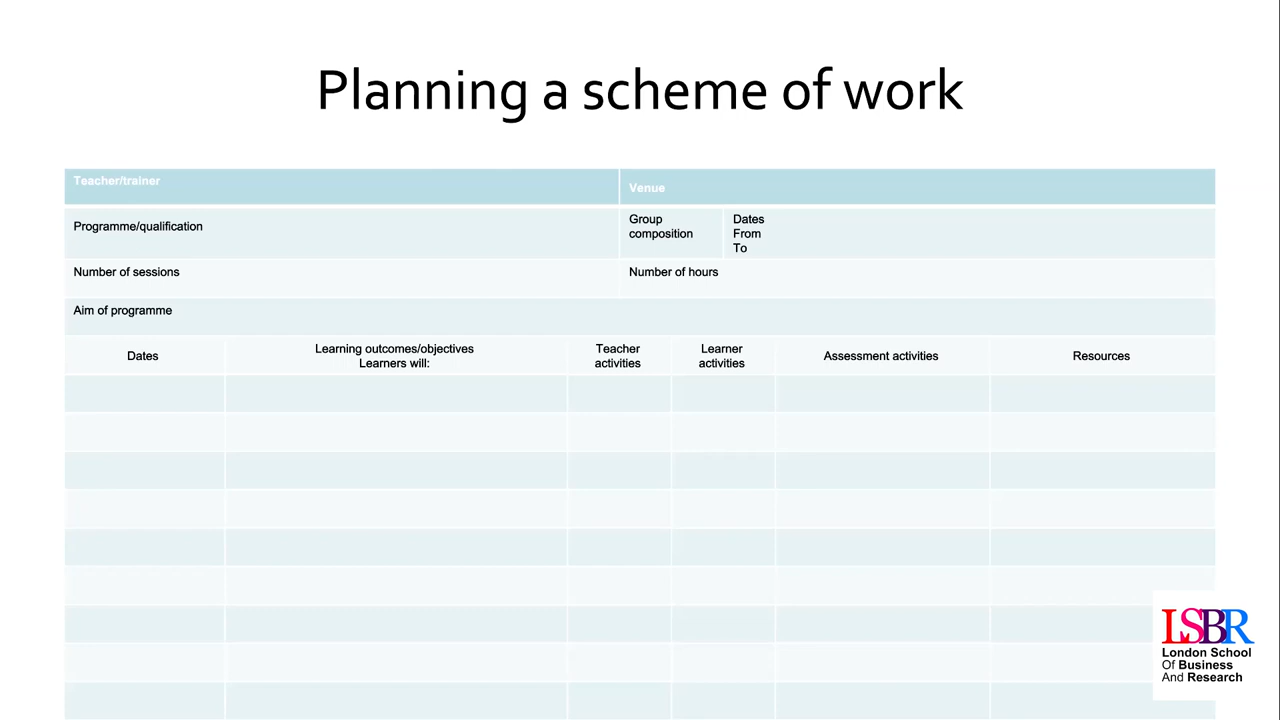 Planning a scheme of work
Teacher/trainer
Venue
Programme/qualification
Group
composition
Dates
From
To
Number of sessions
Number of hours
Aim of programme
Dates
Learning outcomes/objectives
Learners will:
Teacher
activities
Learner
activities
Assessment activities
Resources
LSBR
London School
Of Business
And Research